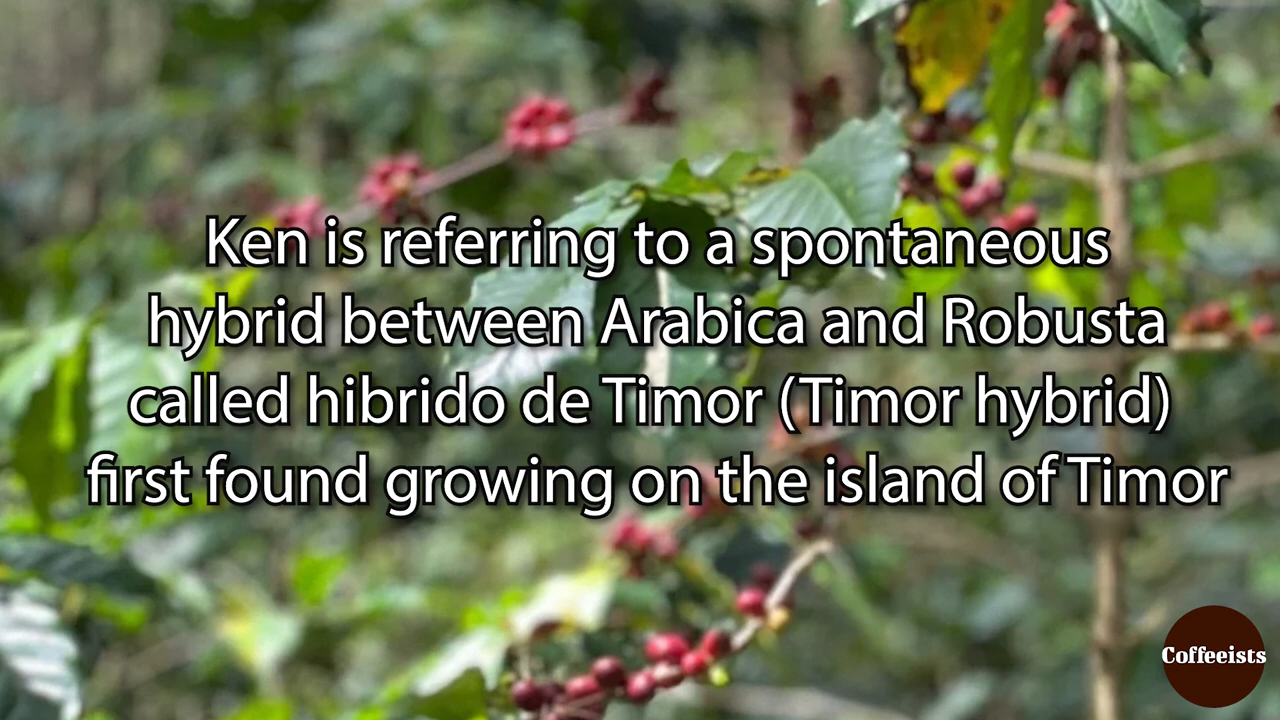 Ken is referring to a spontaneous
hybrid between Arabica and Robusta
called hibrido de Timor (Timor hybrid)
first found growing on the island of Timor
Coffeeists